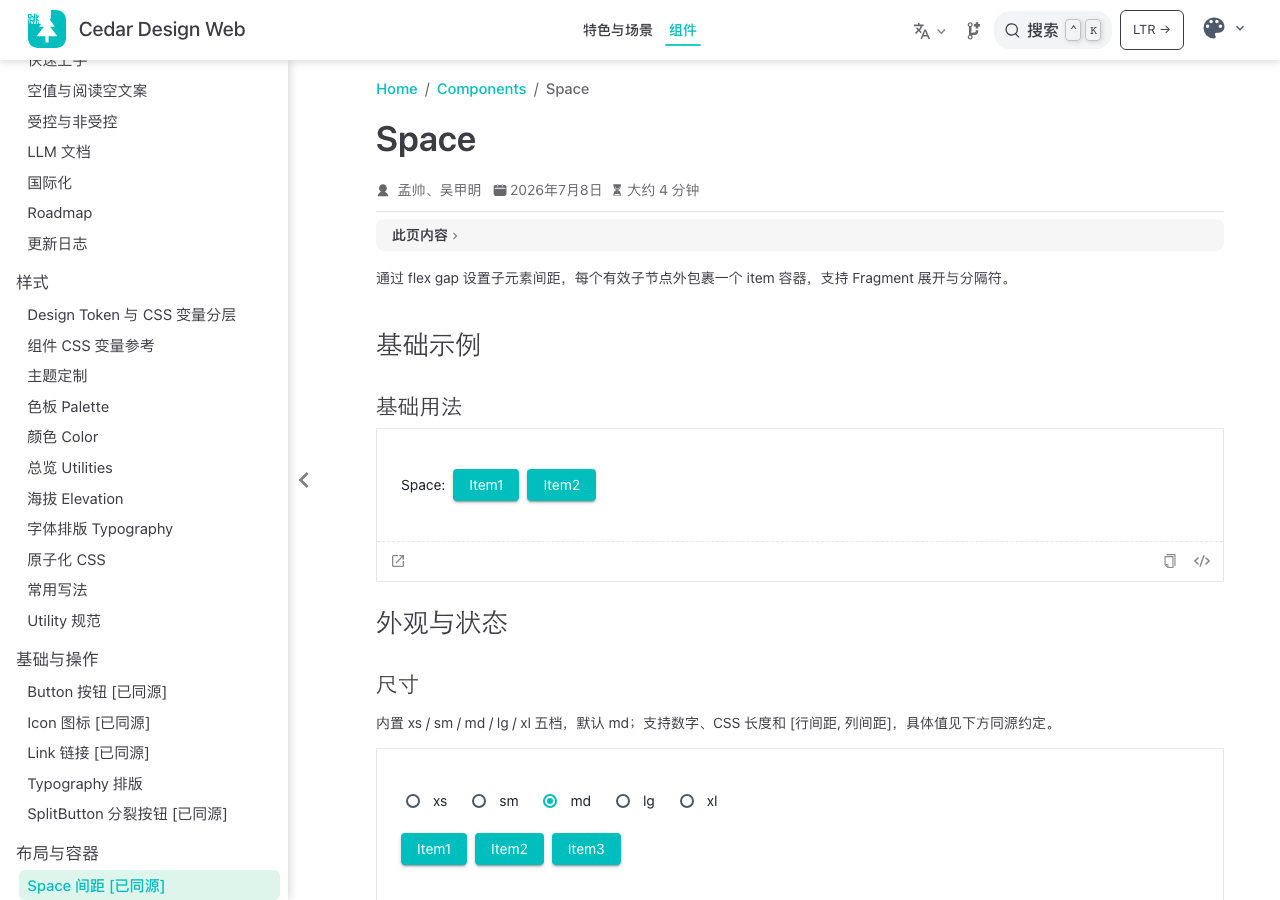 跳
Cedar Design Web
特色与场景
组件
搜索
^
K
LTR →
快速上手
空值与阅读空文案
受控与非受控
LLM 文档
国际化
Roadmap
更新日志
样式
Design Token 与 CSS 变量分层
组件 CSS 变量参考
主题定制
色板 Palette
颜色 Color
总览 Utilities
海拔 Elevation
字体排版 Typography
原子化 CSS
常用写法
Utility 规范
基础与操作
Button 按钮 [已同源]
Icon 图标 [已同源]
Link 链接 [已同源]
Typography 排版
SplitButton 分裂按钮 [已同源]
布局与容器
Space 间距 [已同源]
Home / Components / Space
Space
孟帅、吴甲明 2026年7月8日 大约 4 分钟
此页内容
通过 flex gap 设置子元素间距，每个有效子节点外包裹一个 item 容器，支持 Fragment 展开与分隔符。
基础示例
基础用法
Space: Item1 Item2
外观与状态
尺寸
内置 xs / sm / md / lg / xl 五档，默认 md；支持数字、CSS 长度和 [行间距, 列间距]，具体值见下方同源约定。
xs sm md lg xl
Item1 Item2 Item3